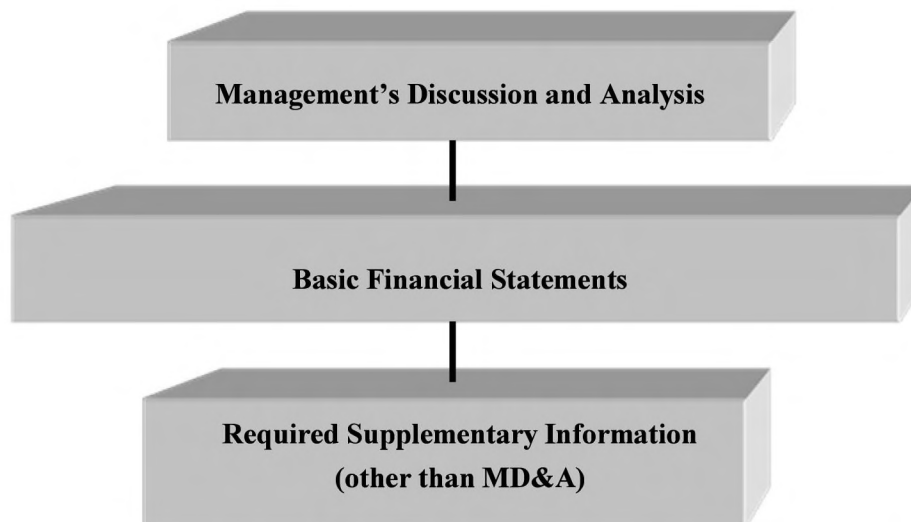 Management’s Discussion and Analysis
Basic Financial Statements
Required Supplementary Information
(other than MD&A)